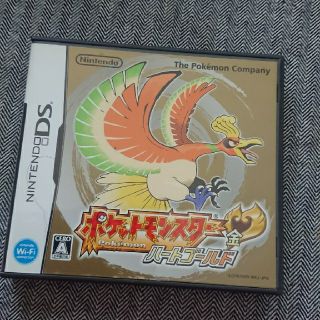 Nintendo
The Pokémon Company
NINTENDO DS
Wi-Fi
CERO
A
ポケットモンスター
金
Pokémon
ハートゴールド